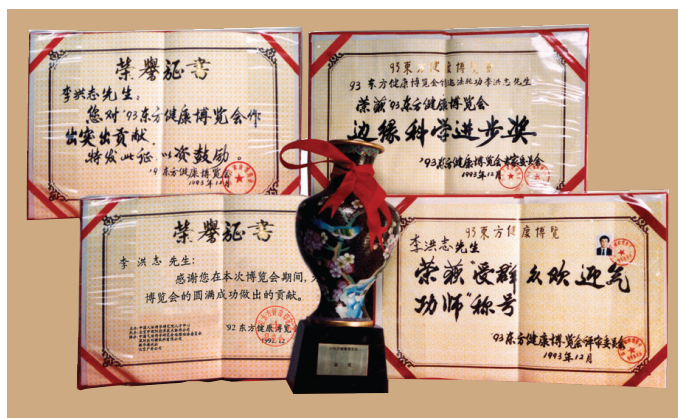 荣誉证书
李洪志先生:
您对'93东方健康博览会作
出突出贡献,
特发此证,以资鼓励。
'93东方健康博览会
1993年12月
93東方健康博覽會
'93东方健康博览会 法轮功李洪志先生
荣获'93东方健康博览会
边缘科学进步奖
'93东方健康博览会专家委员会
1993年12月
荣誉证书
李洪志先生:
感谢您在本次博览会期间,为
博览会的圆满成功做出的贡献。
'92东方健康博览会
1992.12
93東方健康博覽
李洪志先生
荣获"受群众欢迎气
功师"称号
'93东方健康博览会评审委员会
1993年12月